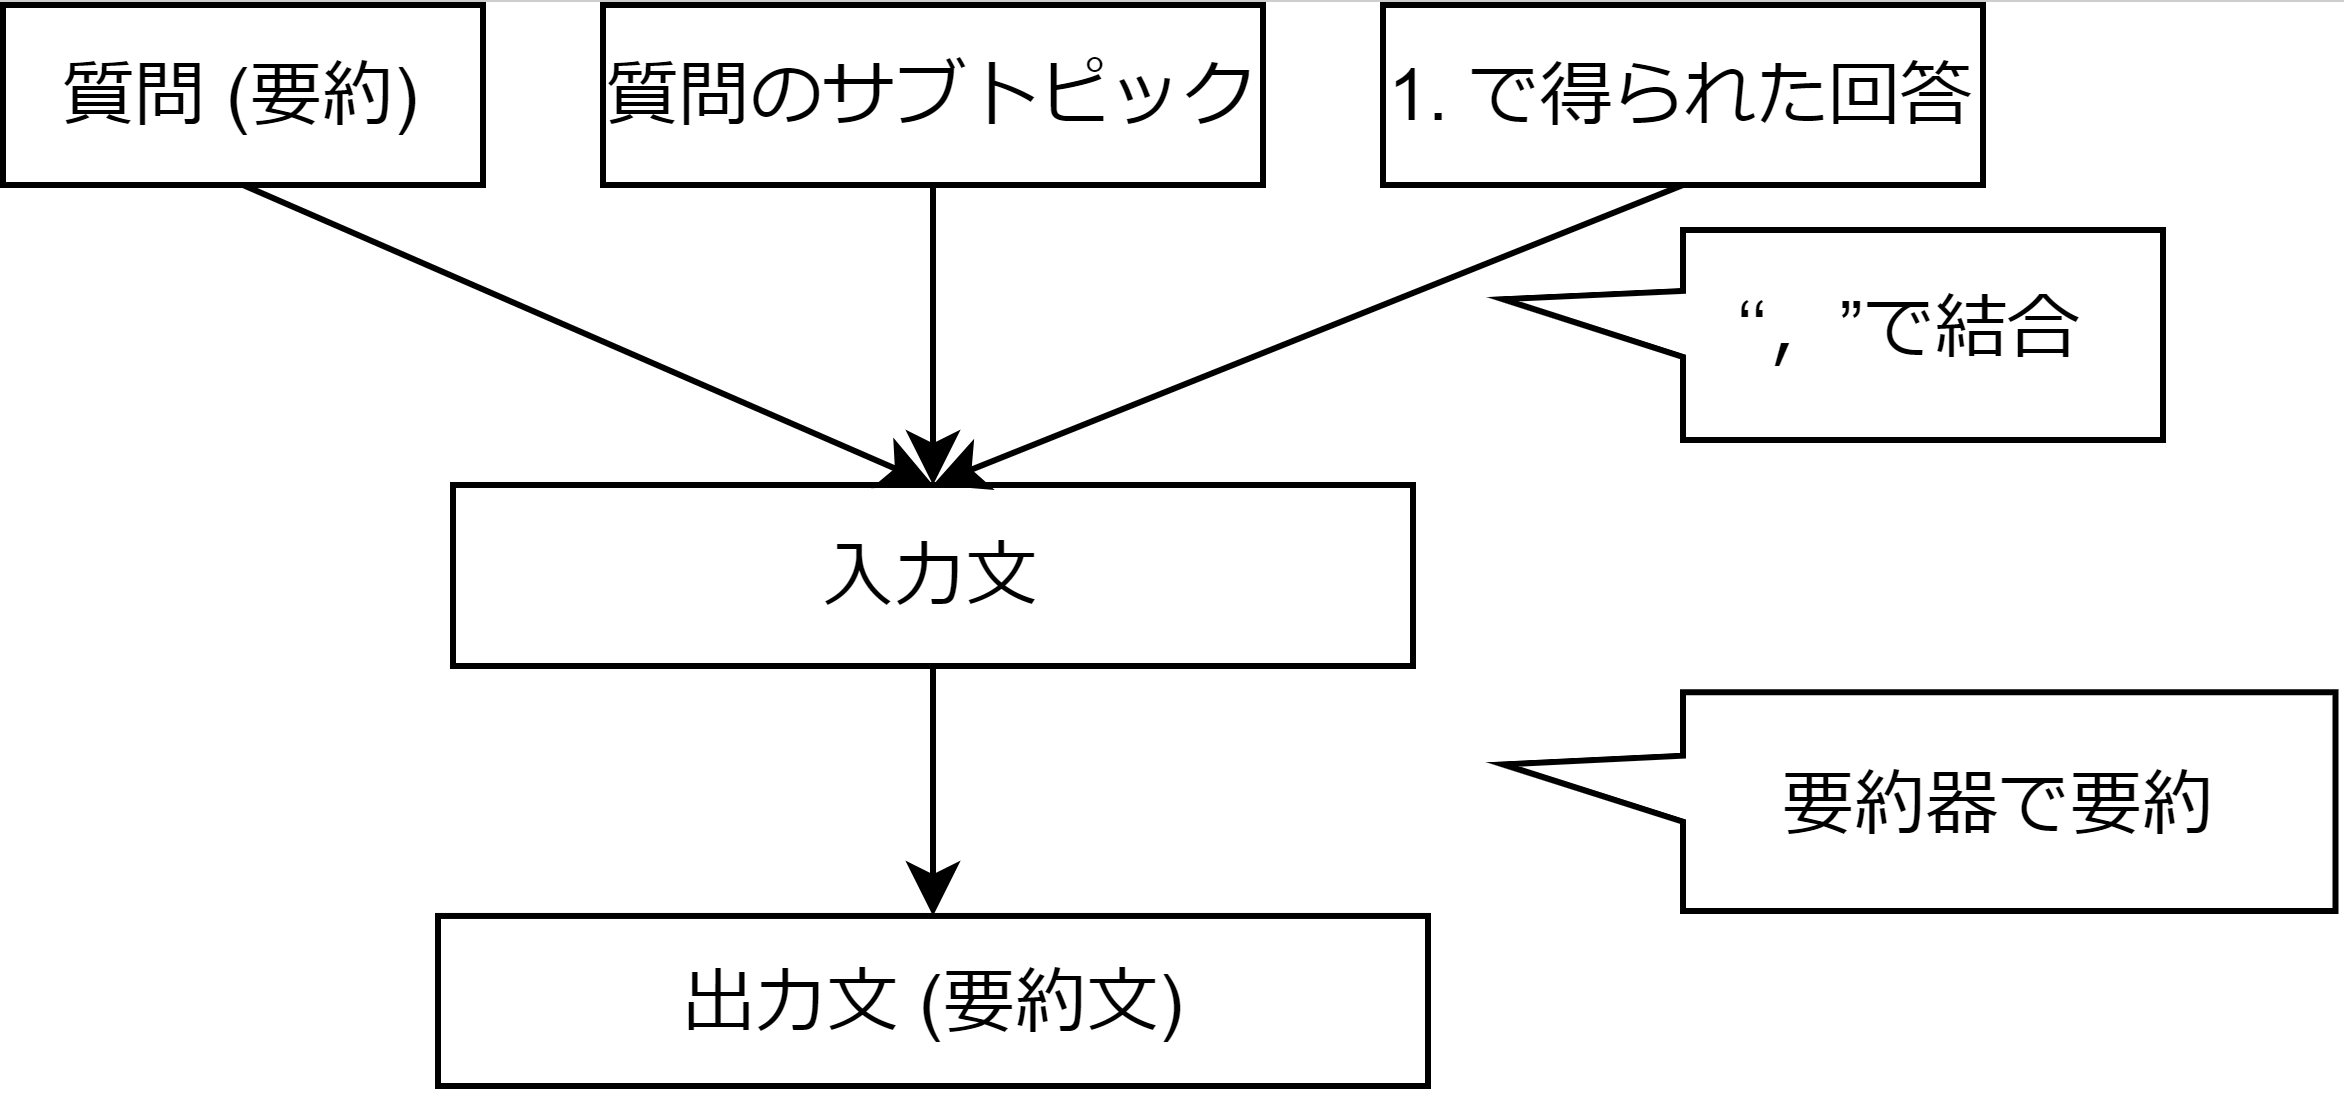 質問 (要約)
質問のサブトピック
1. で得られた回答
“，”で結合
入力文
要約器で要約
出力文 (要約文)